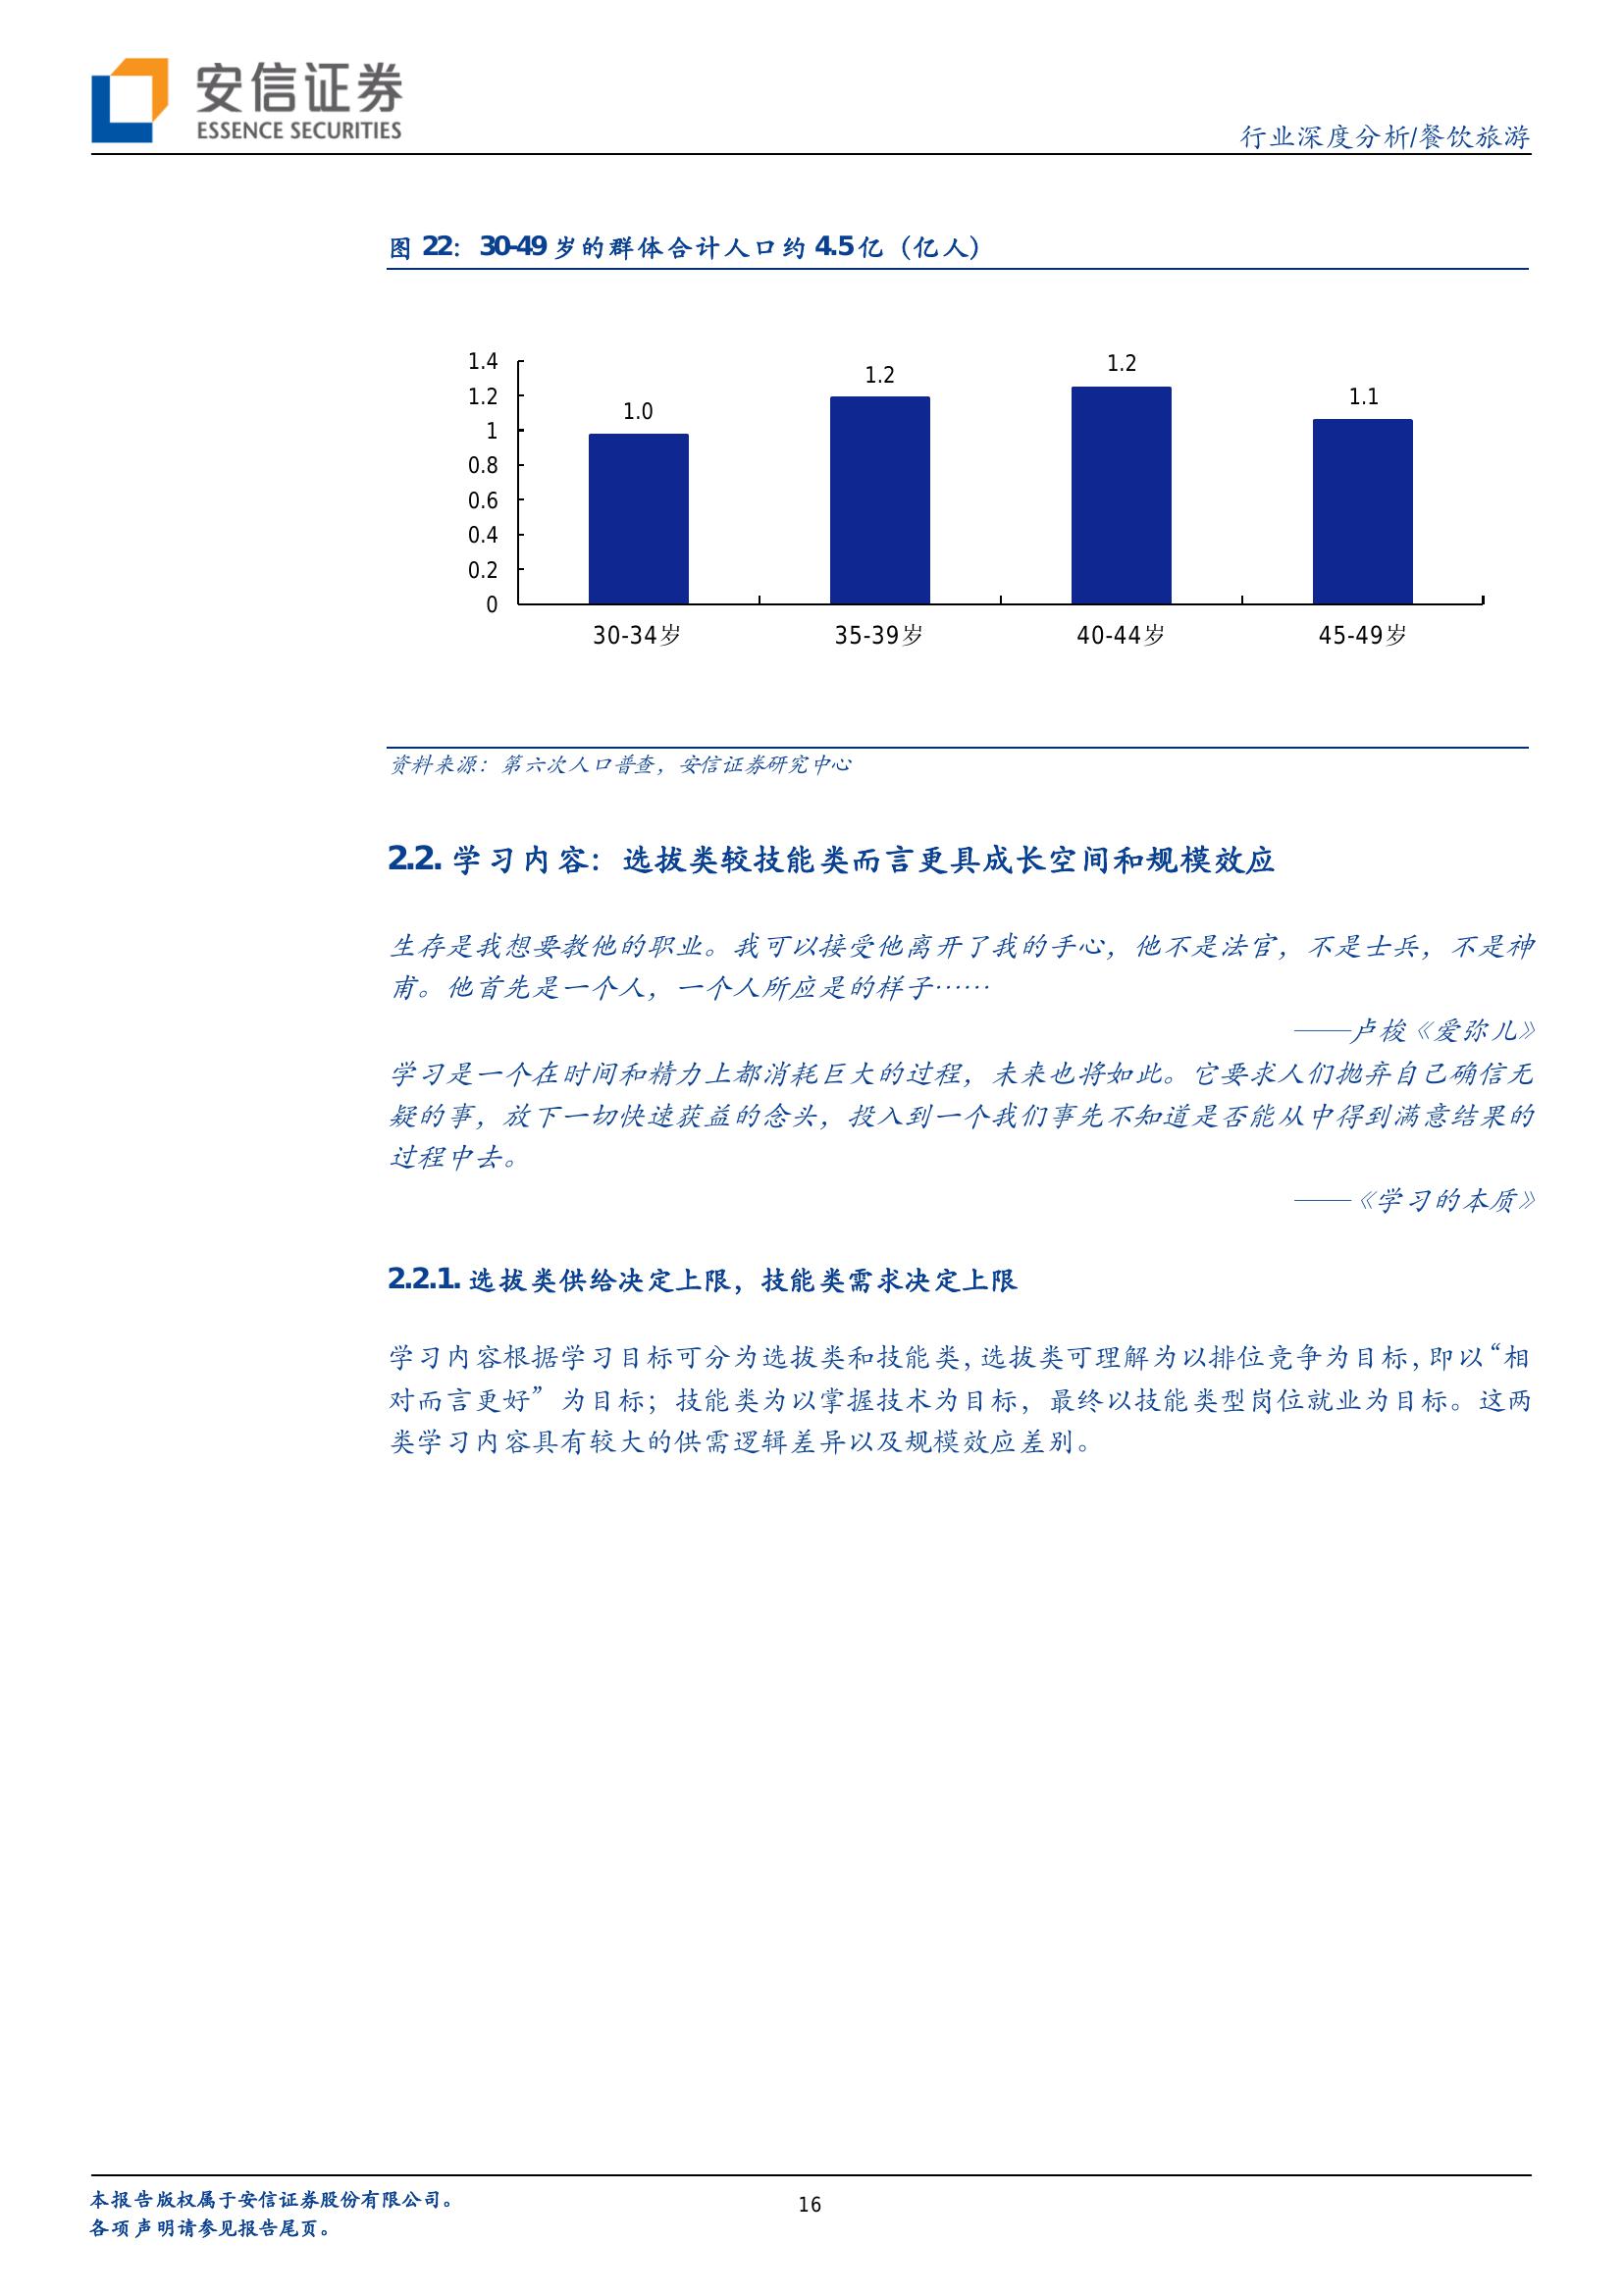 安信证券
ESSENCE SECURITIES
行业深度分析/餐饮旅游
图 22：30-49 岁的群体合计人口约 4.5 亿（亿人）
1.4
1.2
1
0.8
0.6
0.4
0.2
0
1.0
1.2
1.2
1.1
30-34岁
35-39岁
40-44岁
45-49岁
资料来源：第六次人口普查，安信证券研究中心
2.2. 学习内容：选拔类较技能类而言更具成长空间和规模效应
生存是我想要教他的职业。我可以接受他离开了我的手心，他不是法官，不是士兵，不是神
甫。他首先是一个人，一个人所应是的样子……
——卢梭《爱弥儿》
学习是一个在时间和精力上都消耗巨大的过程，未来也将如此。它要求人们抛弃自己确信无
疑的事，放下一切快速获益的念头，投入到一个我们事先不知道是否能从中得到满意结果的
过程中去。
——《学习的本质》
2.2.1. 选拔类供给决定上限，技能类需求决定上限
学习内容根据学习目标可分为选拔类和技能类，选拔类可理解为以排位竞争为目标，即以“相
对而言更好”为目标；技能类为以掌握技术为目标，最终以技能类型岗位就业为目标。这两
类学习内容具有较大的供需逻辑差异以及规模效应差别。
本报告版权属于安信证券股份有限公司。
各项声明请参见报告尾页。
16